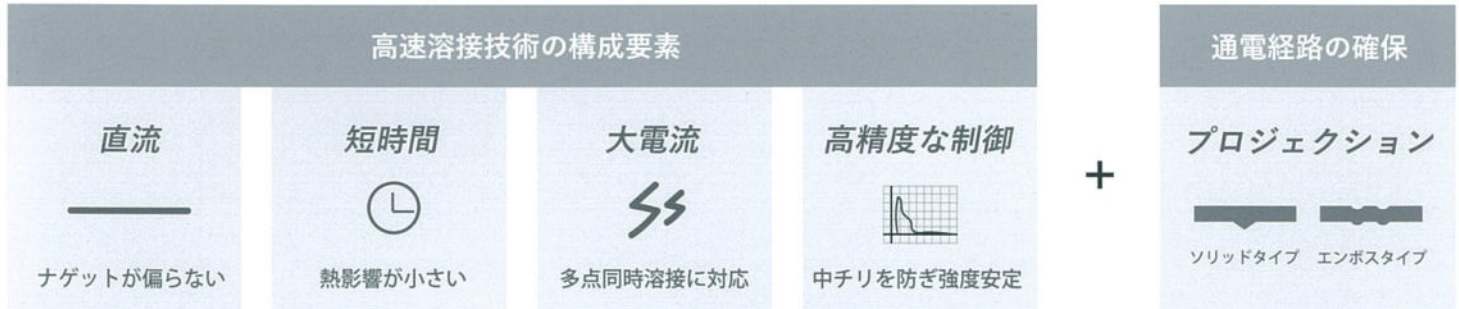 高速溶接技術の構成要素
通電経路の確保
直流
短時間
大電流
高精度な制御
+
プロジェクション
ソリッドタイプ エンボスタイプ
ナゲットが偏らない
熱影響が小さい
多点同時溶接に対応
中チリを防ぎ強度安定